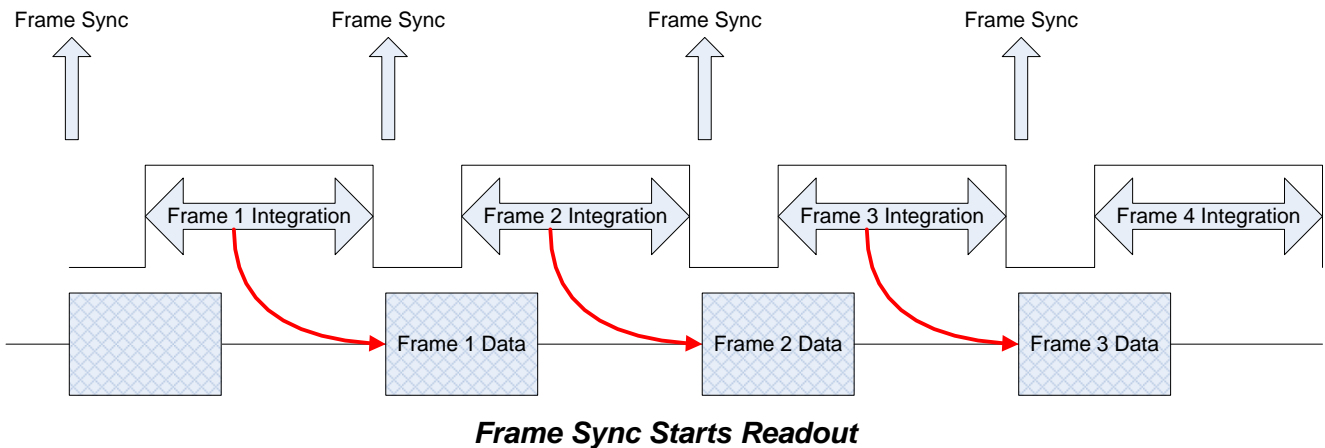 Frame Sync
Frame Sync
Frame Sync
Frame Sync
Frame 1 Integration
Frame 2 Integration
Frame 3 Integration
Frame 4 Integration
Frame 1 Data
Frame 2 Data
Frame 3 Data
Frame Sync Starts Readout